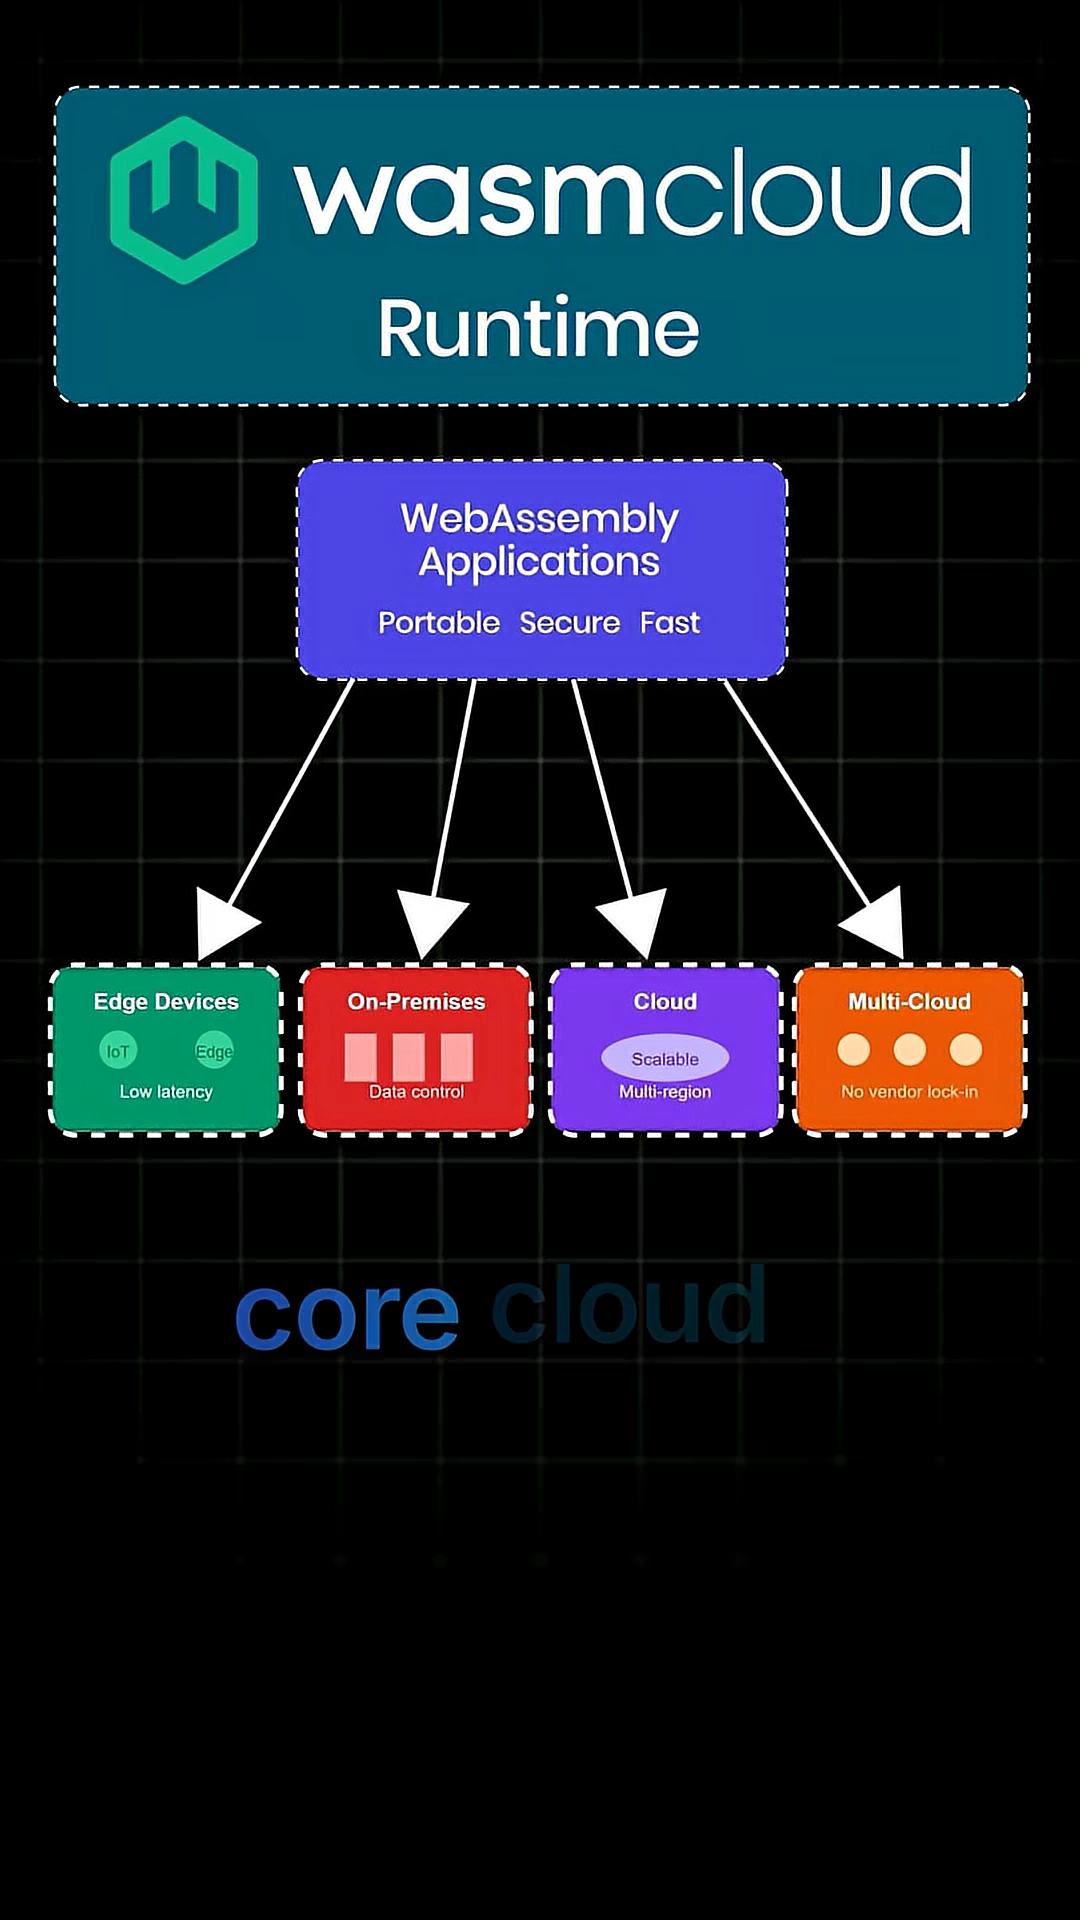 wasmcloud
Runtime
WebAssembly
Applications
Portable Secure Fast
Edge Devices
IoT Edge
Low latency
On-Premises
Data control
Cloud
Scalable
Multi-region
Multi-Cloud
No vendor lock-in
core cloud